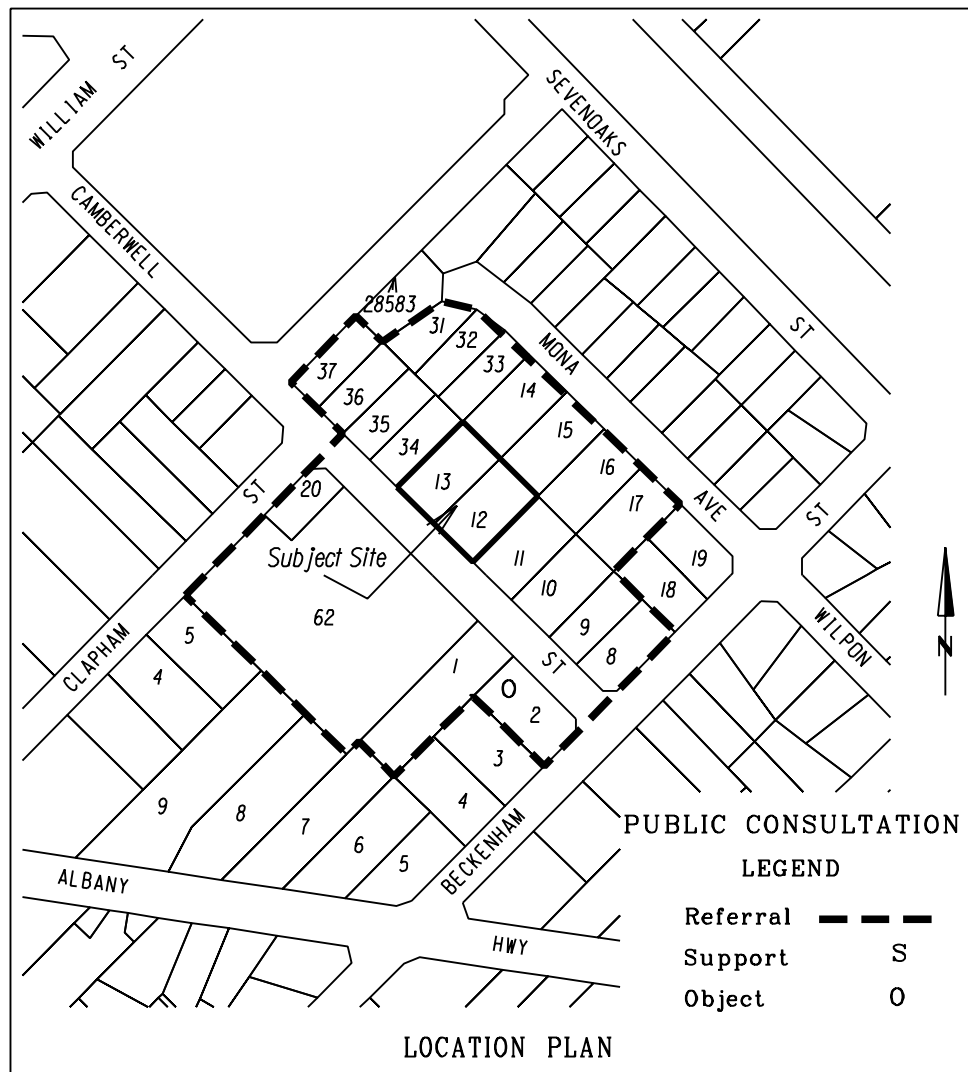 WILLIAM ST
SEVENOAKS
CAMBERWELL
28583
31
32
33
ST
MONA
37
36
35
34
14
15
13
16
17
12
20
ST
AVE
ST
Subject Site
11
19
10
18
62
9
8
WILPON
N
CLAPHAM
5
4
1
ST
O
2
3
9
8
7
6
5
4
BECKENHAM
ALBANY
HWY
PUBLIC CONSULTATION
LEGEND
Referral
Support S
Object O
LOCATION PLAN